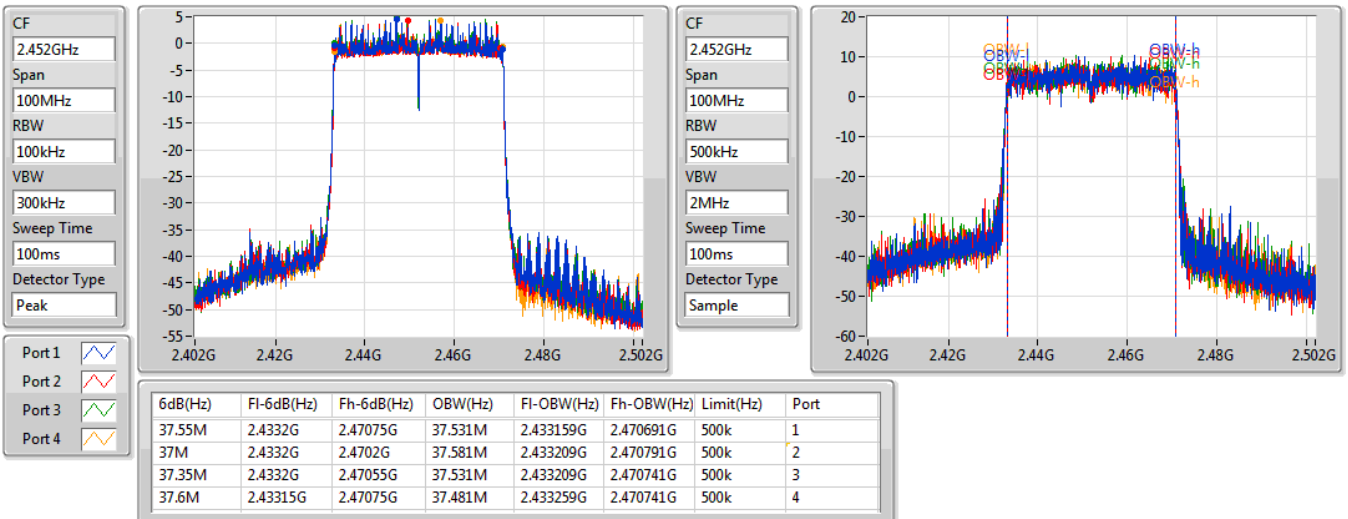 CF
2.452GHz
Span
100MHz
RBW
100kHz
VBW
300kHz
Sweep Time
100ms
Detector Type
Peak
5
0
-5
-10
-15
-20
-25
-30
-35
-40
-45
-50
-55
2.402G 2.42G 2.44G 2.46G 2.48G 2.502G
CF
2.452GHz
Span
100MHz
RBW
500kHz
VBW
2MHz
Sweep Time
100ms
Detector Type
Sample
20
10
0
-10
-20
-30
-40
-50
-60
OBW-l OBW-h
OBW-l OBW-h
OBW-l OBW-h
OBW-l OBW-h
2.402G 2.42G 2.44G 2.46G 2.48G 2.502G
Port 1
Port 2
Port 3
Port 4
6dB(Hz) Fl-6dB(Hz) Fh-6dB(Hz) OBW(Hz) Fl-OBW(Hz) Fh-OBW(Hz) Limit(Hz) Port
37.55M 2.4332G 2.47075G 37.531M 2.433159G 2.470691G 500k 1
37M 2.4332G 2.4702G 37.581M 2.433209G 2.470791G 500k 2
37.35M 2.4332G 2.47055G 37.531M 2.433209G 2.470741G 500k 3
37.6M 2.43315G 2.47075G 37.481M 2.433259G 2.470741G 500k 4